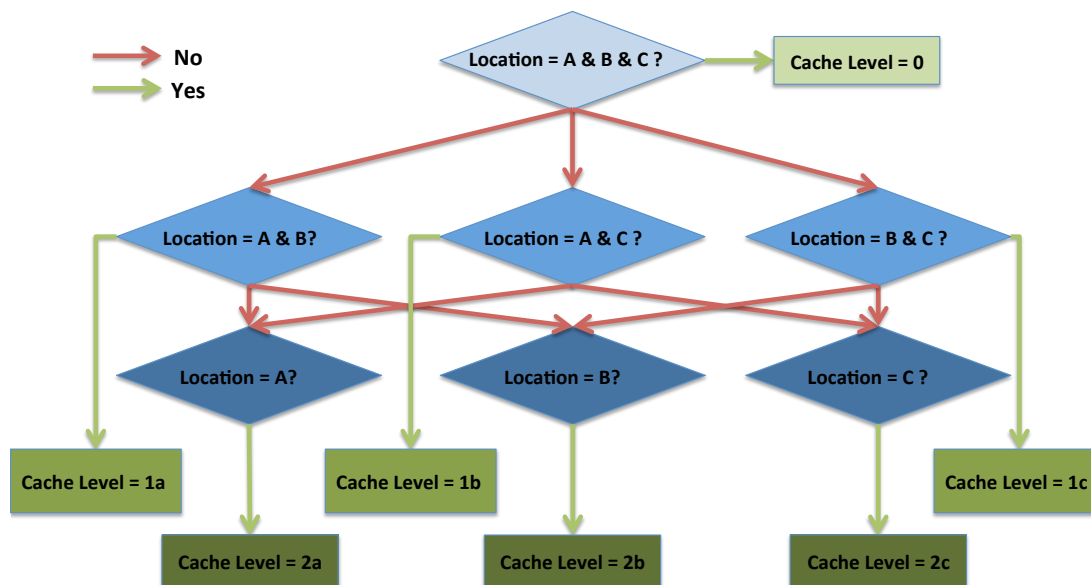 Location = A & B & C ?
Cache Level = 0
No
Yes
Location = A & B?
Location = A & C ?
Location = B & C ?
Location = A?
Location = B?
Location = C ?
Cache Level = 1a
Cache Level = 1b
Cache Level = 1c
Cache Level = 2a
Cache Level = 2b
Cache Level = 2c